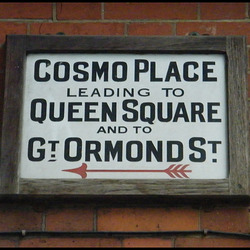 COSMO PLACE
LEADING TO
QUEEN SQUARE
AND TO
GT. ORMOND ST.